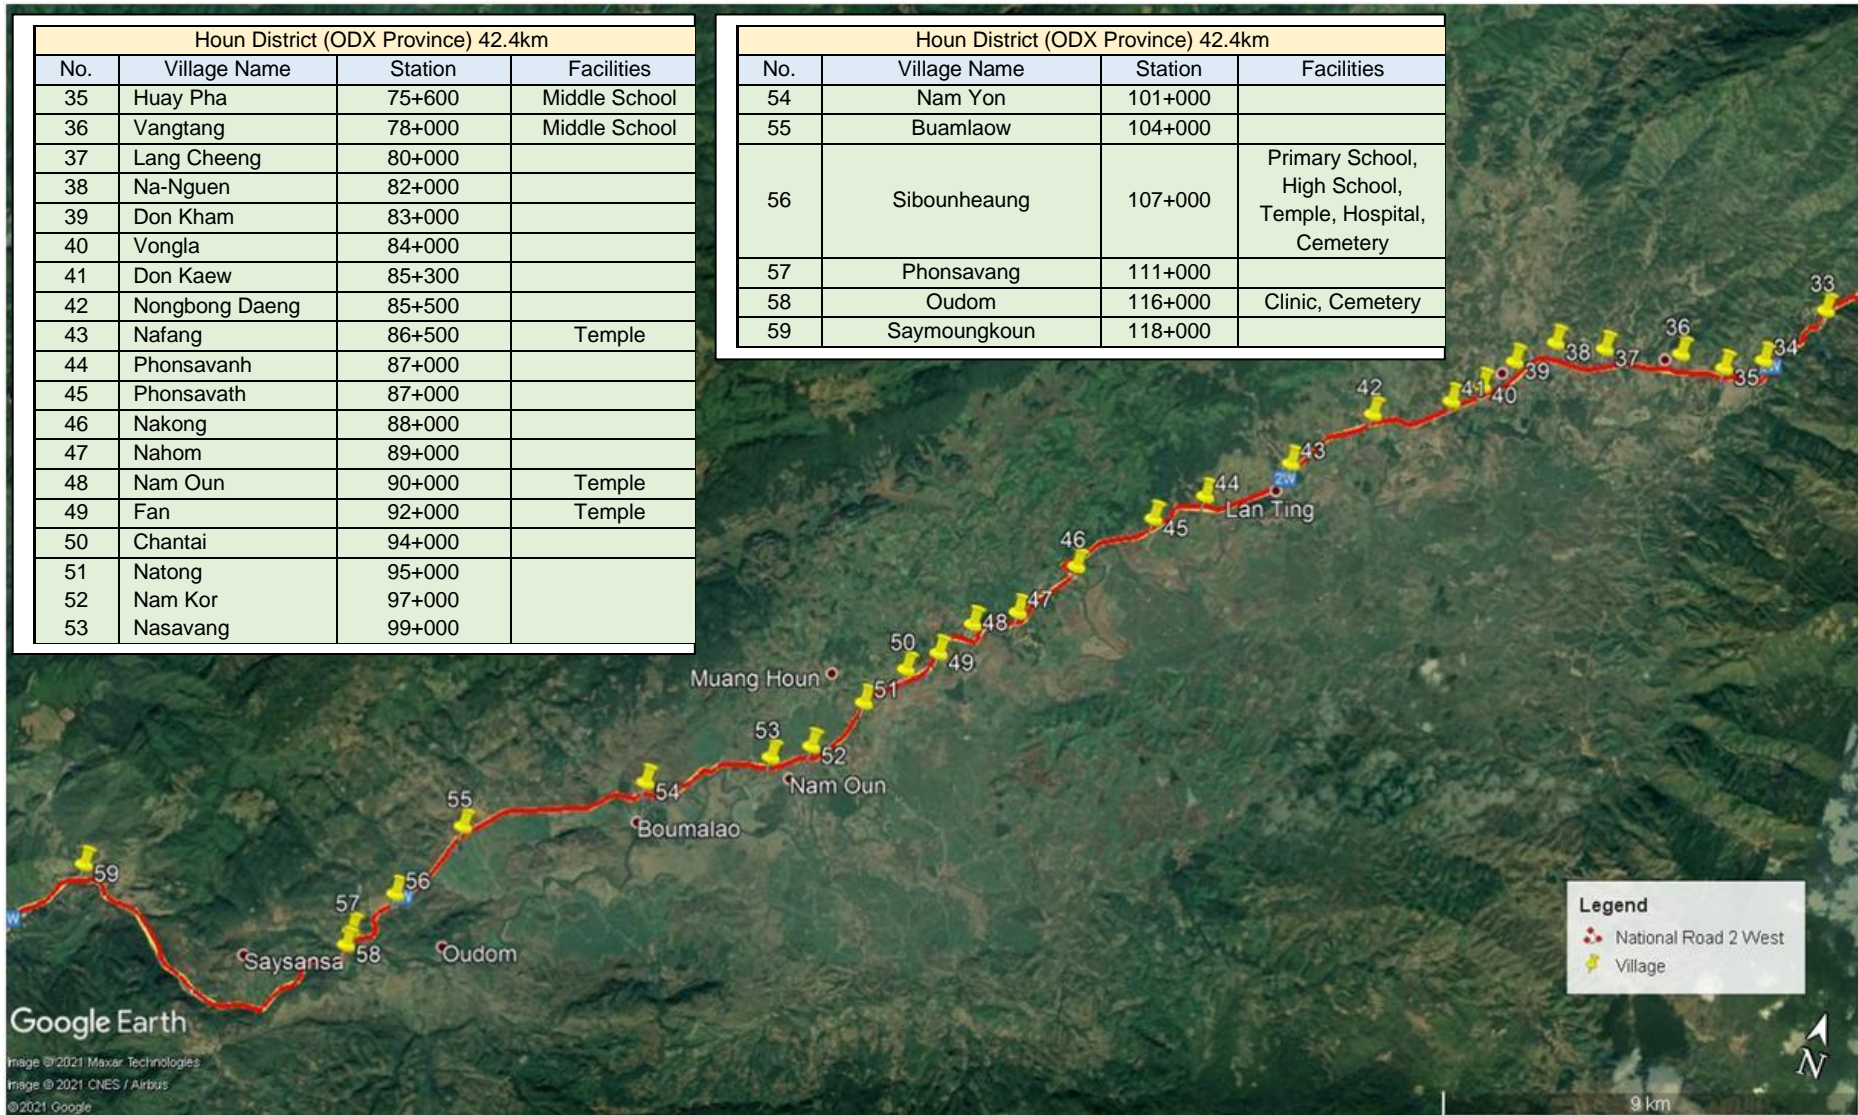 Houn District (ODX Province) 42.4km
No. Village Name Station Facilities
35 Huay Pha 75+600 Middle School
36 Vangtang 78+000 Middle School
37 Lang Cheeng 80+000
38 Na-Nguen 82+000
39 Don Kham 83+000
40 Vongla 84+000
41 Don Kaew 85+300
42 Nongbong Daeng 85+500
43 Nafang 86+500 Temple
44 Phonsavanh 87+000
45 Phonsavath 87+000
46 Nakong 88+000
47 Nahom 89+000
48 Nam Oun 90+000 Temple
49 Fan 92+000 Temple
50 Chantai 94+000
51 Natong 95+000
52 Nam Kor 97+000
53 Nasavang 99+000
Houn District (ODX Province) 42.4km
No. Village Name Station Facilities
54 Nam Yon 101+000
55 Buamlaow 104+000
56 Sibounheaung 107+000 Primary School,
High School,
Temple, Hospital,
Cemetery
57 Phonsavang 111+000
58 Oudom 116+000 Clinic, Cemetery
59 Saymoungkoun 118+000
33
34
36
35
37
38
39
40
41
42
43
2W
Lan Ting
44
45
46
47
48
49
50
Muang Houn
51
53
52
Nam Oun
54
Boumalao
55
56
W
57
58
Oudom
Saysansa
59
W
Legend
National Road 2 West
Village
Google Earth
Image © 2021 Maxar Technologies
Image © 2021 CNES / Airbus
© 2021 Google
N
9 km